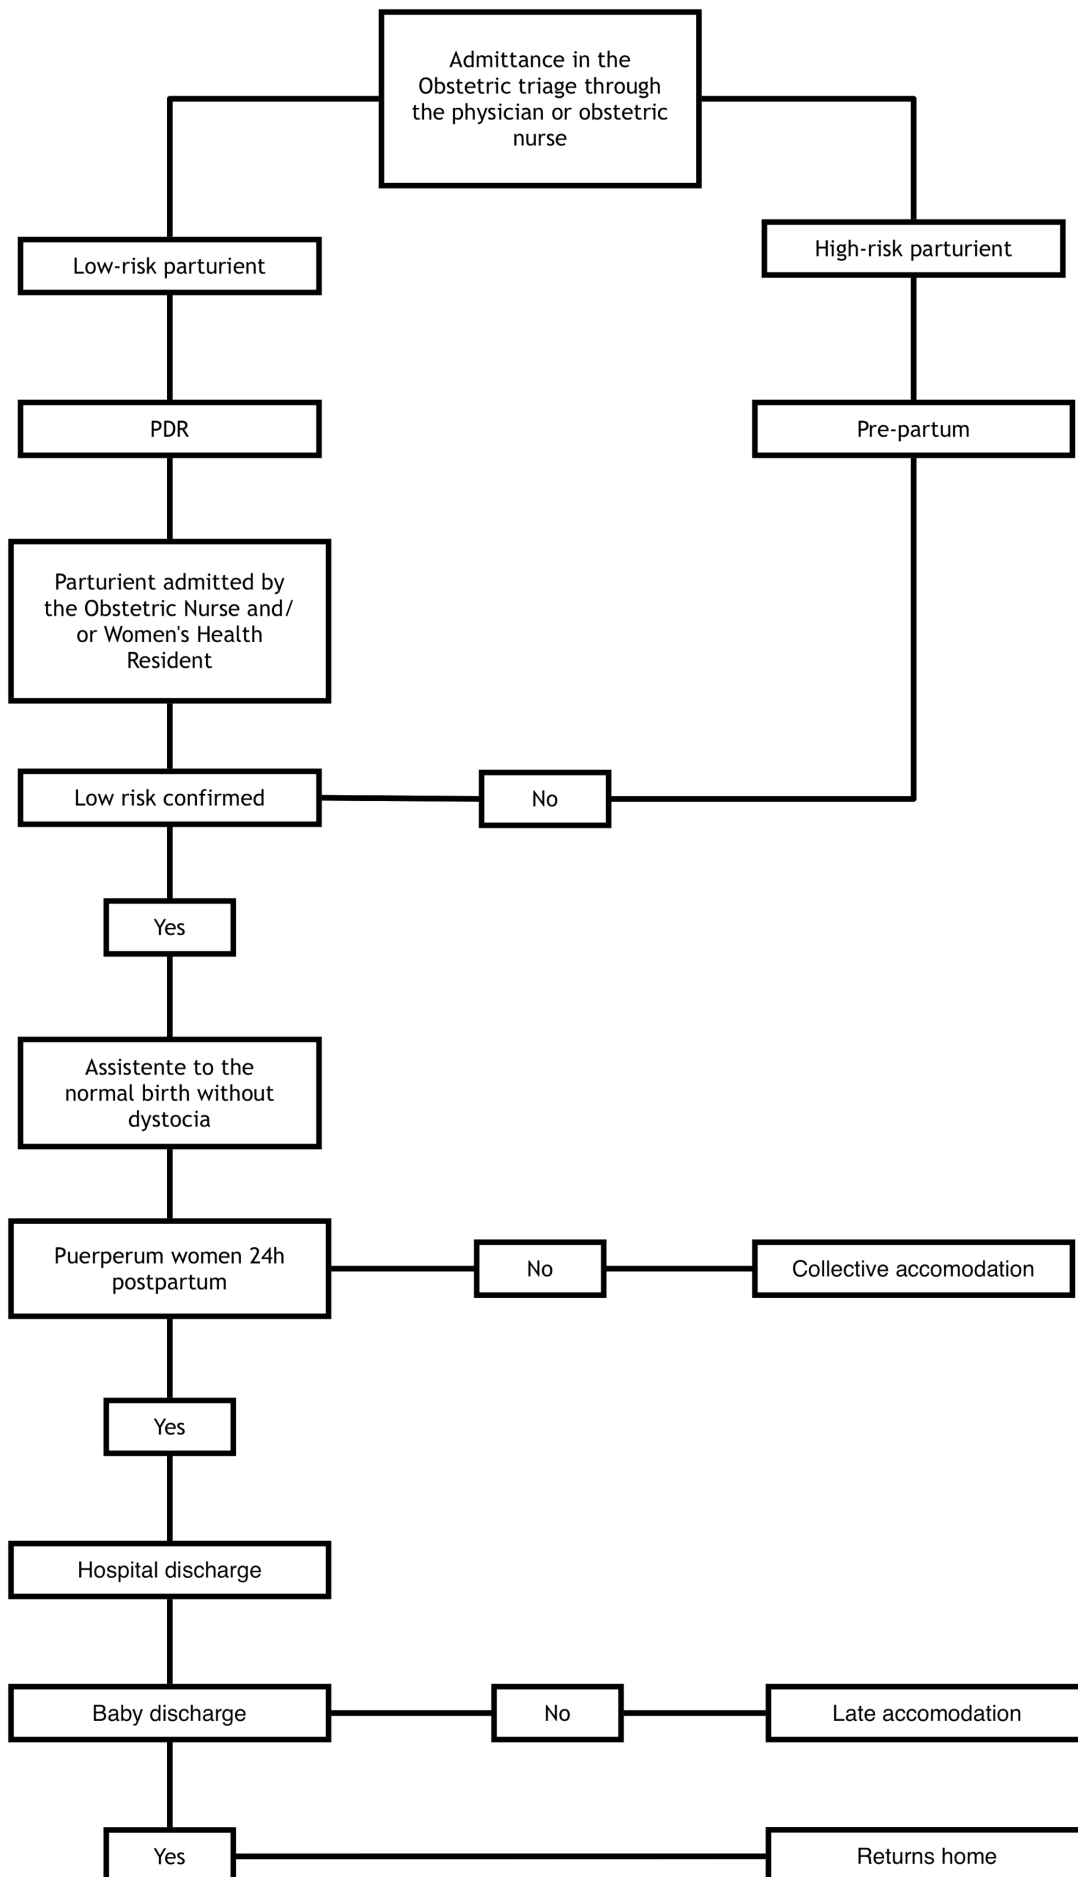 Admittance in the
Obstetric triage through
the physician or obstetric
nurse
Low-risk parturient
High-risk parturient
PDR
Pre-partum
Parturient admitted by
the Obstetric Nurse and/
or Women's Health
Resident
Low risk confirmed
No
Yes
Assistente to the
normal birth without
dystocia
Puerperum women 24h
postpartum
No
Collective accomodation
Yes
Hospital discharge
Baby discharge
No
Late accomodation
Yes
Returns home